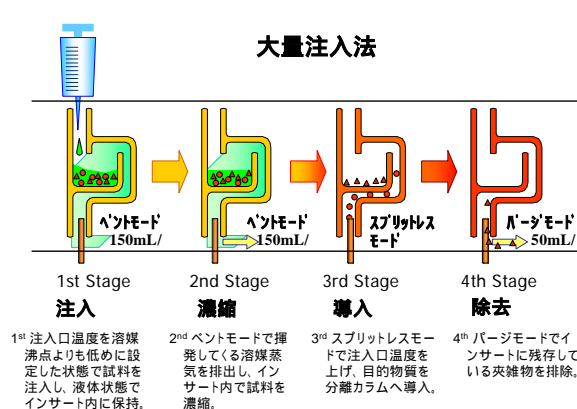 大量注入法
ﾍﾞﾝﾄﾓｰﾄﾞ
150mL/
ﾍﾞﾝﾄﾓｰﾄﾞ
150mL/
ｽﾌﾟﾘｯﾄﾚｽ
ﾓｰﾄﾞ
ﾊﾟｰｼﾞﾓｰﾄﾞ
50mL/
1st Stage
注入
2nd Stage
濃縮
3rd Stage
導入
4th Stage
除去
1st 注入口温度を溶媒
沸点よりも低めに設
定した状態で試料を
注入し、液体状態で
インサート内に保持。
2nd ベントモードで揮
発してくる溶媒蒸
気を排出し、イン
サート内で試料を
濃縮。
3rd スプリットレスモー
ドで注入口温度を
上げ、目的物質を
分離カラムへ導入。
4th パージモードでイ
ンサートに残存して
いる夾雑物を排除。